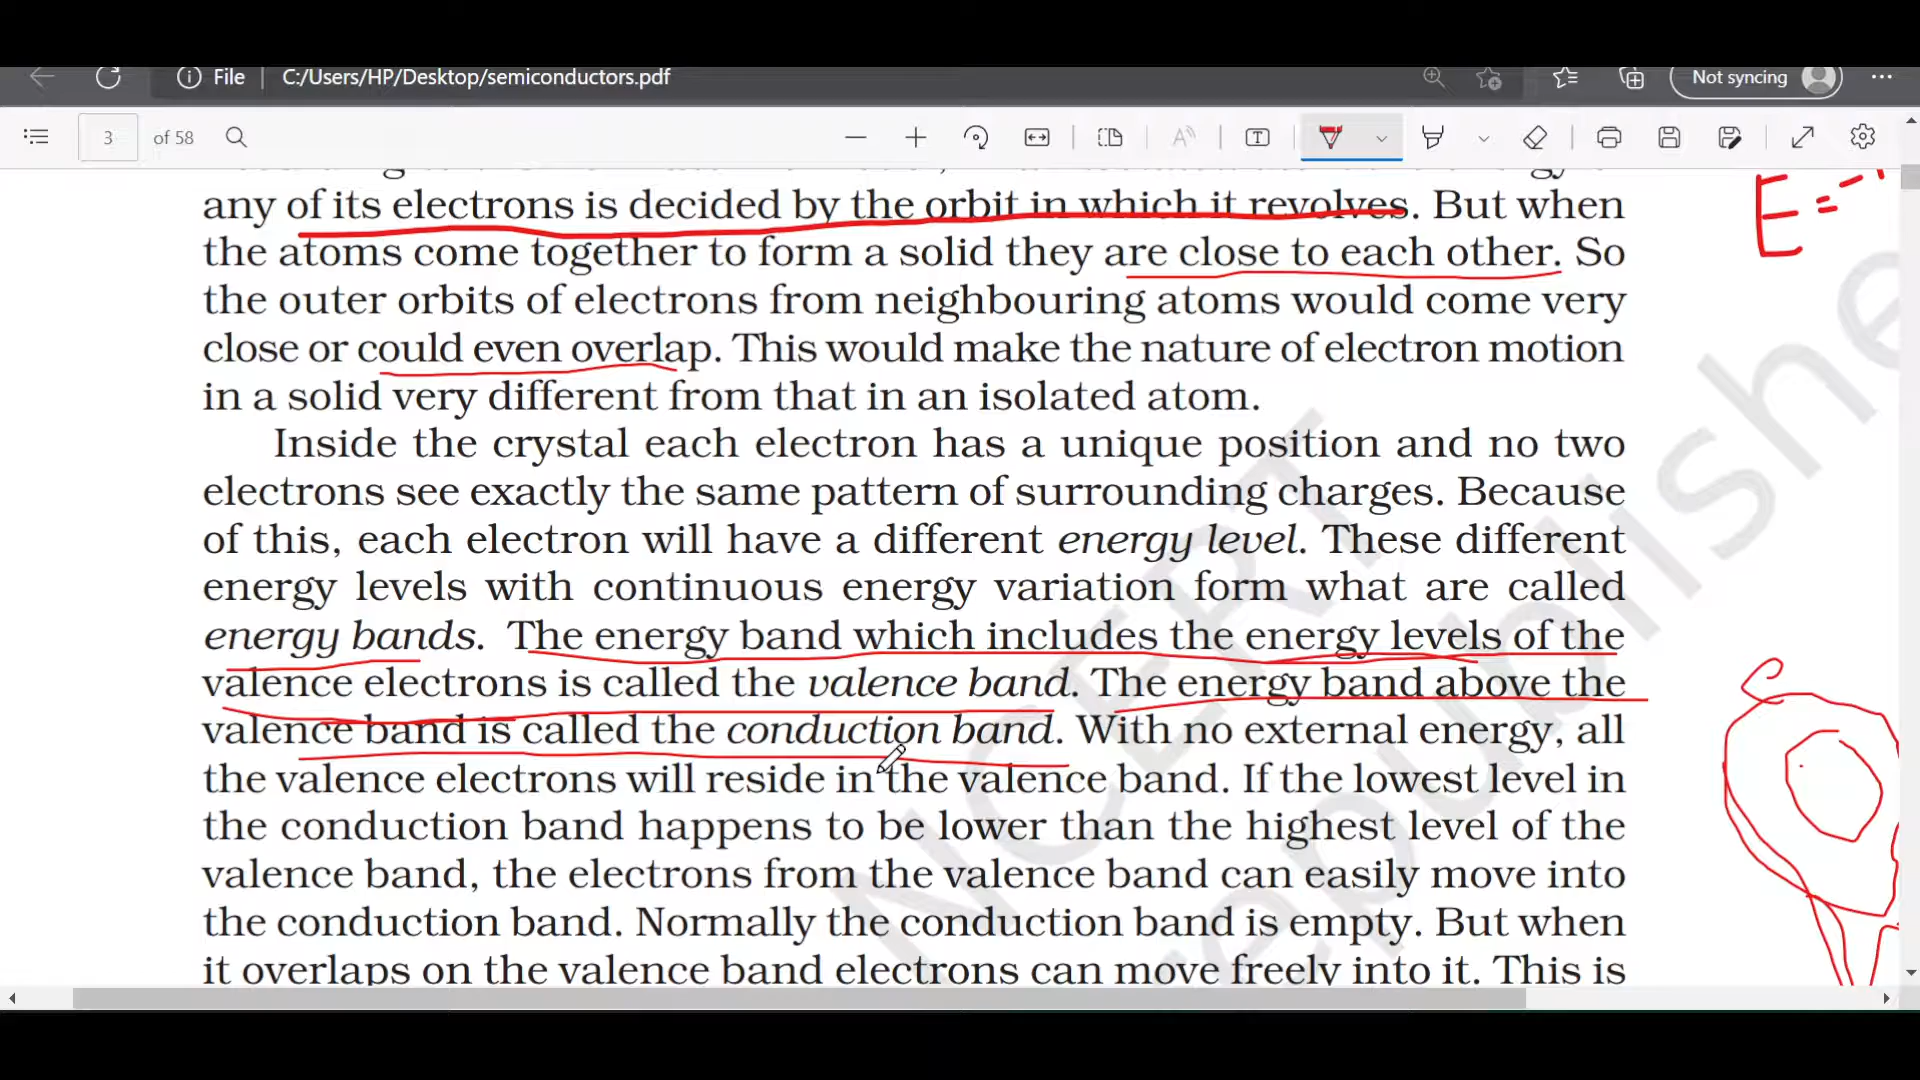 File C:/Users/HP/Desktop/semiconductors.pdf Not syncing
3 of 58
any of its electrons is decided by the orbit in which it revolves. But when
the atoms come together to form a solid they are close to each other. So
the outer orbits of electrons from neighbouring atoms would come very
close or could even overlap. This would make the nature of electron motion
in a solid very different from that in an isolated atom.
Inside the crystal each electron has a unique position and no two
electrons see exactly the same pattern of surrounding charges. Because
of this, each electron will have a different energy level. These different
energy levels with continuous energy variation form what are called
energy bands. The energy band which includes the energy levels of the
valence electrons is called the valence band. The energy band above the
valence band is called the conduction band. With no external energy, all
the valence electrons will reside in the valence band. If the lowest level in
the conduction band happens to be lower than the highest level of the
valence band, the electrons from the valence band can easily move into
the conduction band. Normally the conduction band is empty. But when
it overlaps on the valence band electrons can move freely into it. This is
E = -
NCERT
republishe